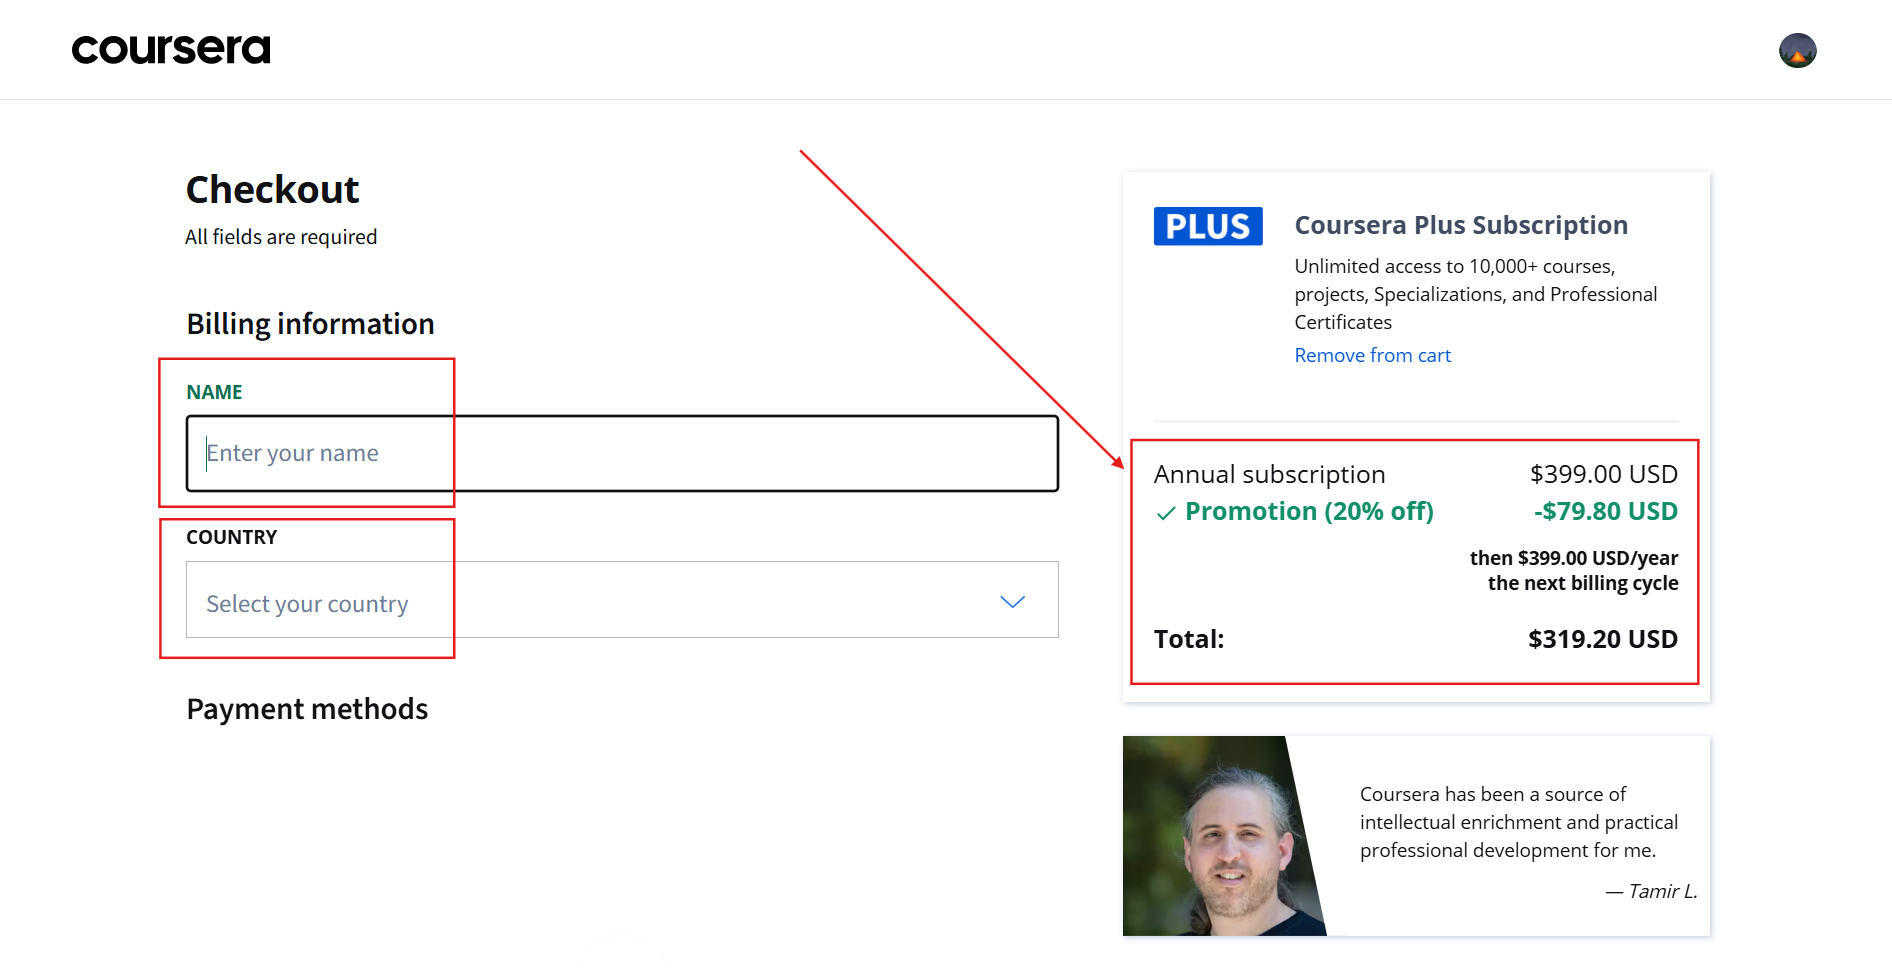 coursera
Checkout
All fields are required
Billing information
NAME
Enter your name
COUNTRY
Select your country
Payment methods
PLUS
Coursera Plus Subscription
Unlimited access to 10,000+ courses,
projects, Specializations, and Professional
Certificates
Remove from cart
Annual subscription $399.00 USD
Promotion (20% off) -$79.80 USD
then $399.00 USD/year
the next billing cycle
Total: $319.20 USD
Coursera has been a source of
intellectual enrichment and practical
professional development for me.
— Tamir L.